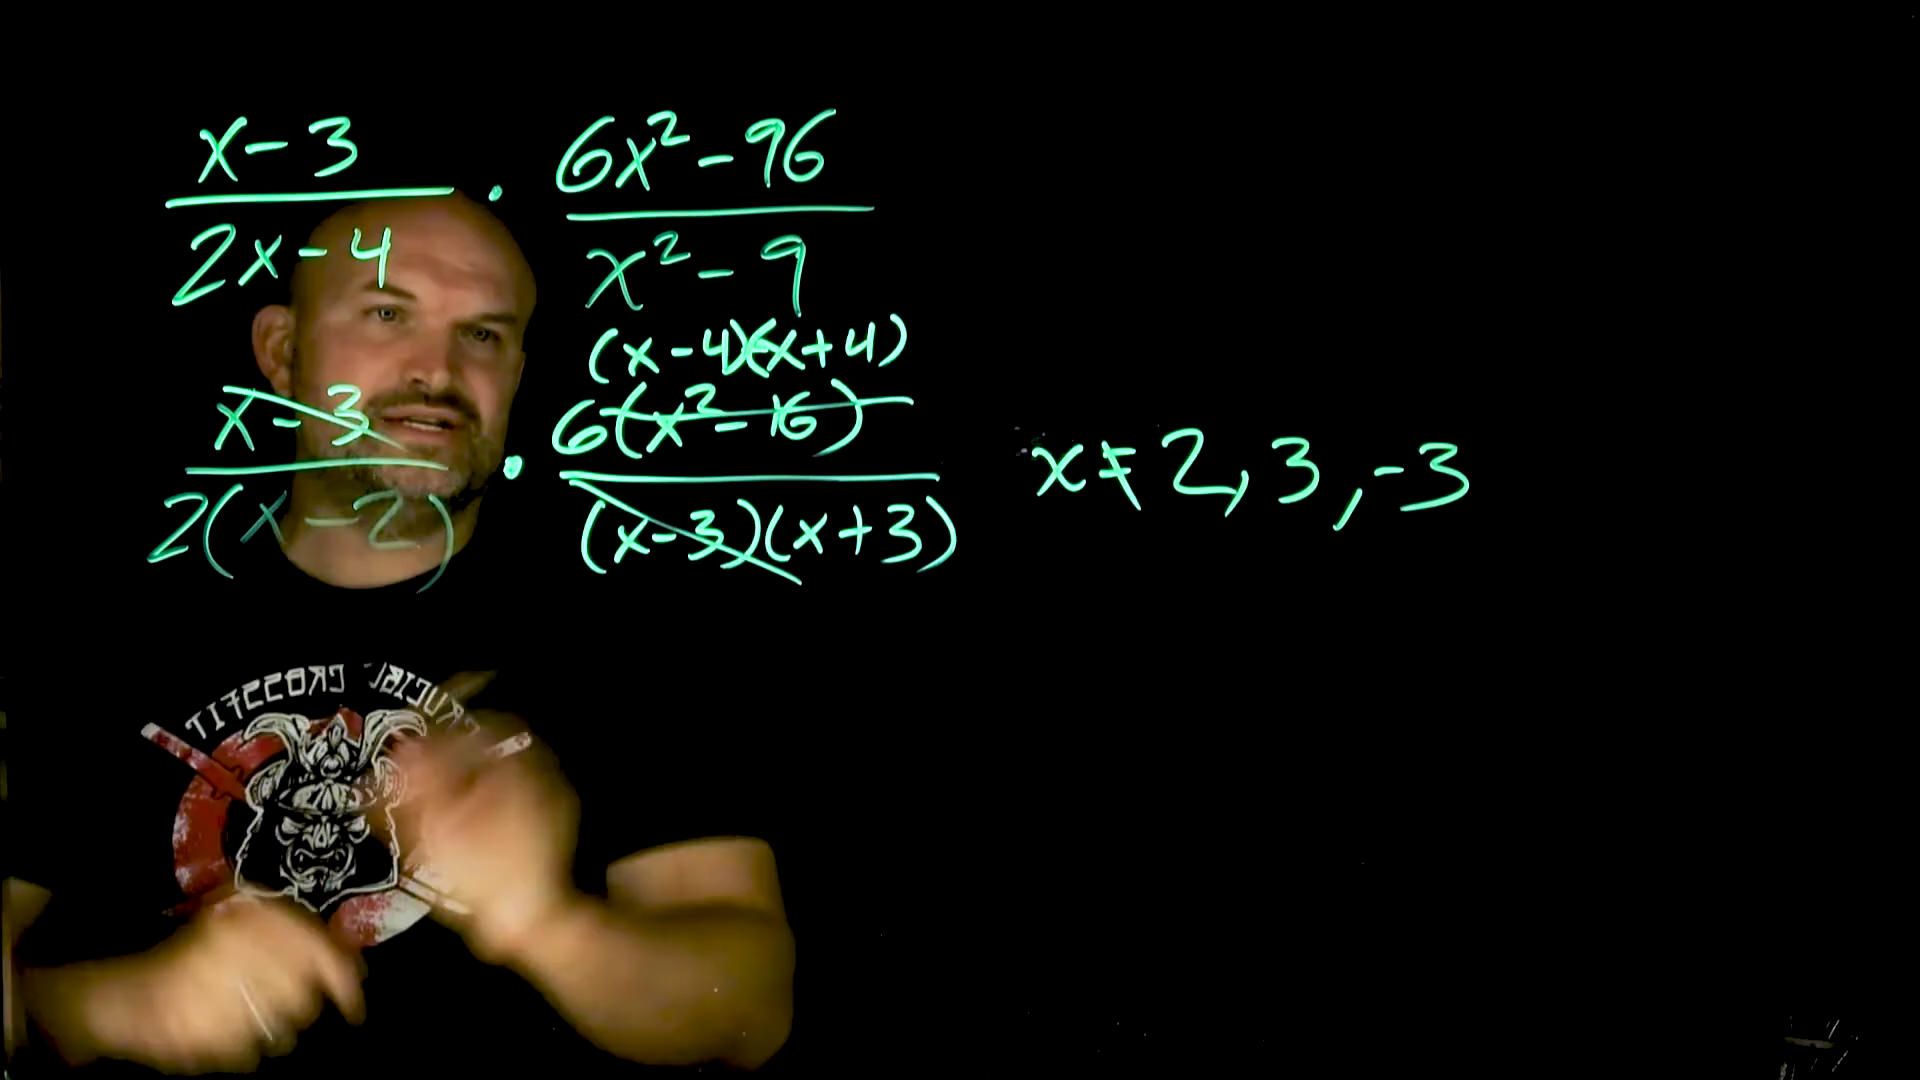 x-3 · 6x²-96
2x-4 x²-9
(x-4)(x+4)
x-3 · 6(x²-16)
2(x-2) (x-3)(x+3)
x≠2,3,-3